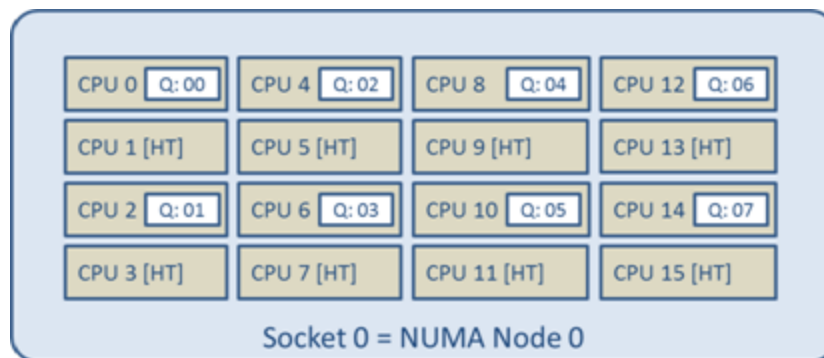 CPU 0 Q: 00 CPU 4 Q: 02 CPU 8 Q: 04 CPU 12 Q: 06
CPU 1 [HT] CPU 5 [HT] CPU 9 [HT] CPU 13 [HT]
CPU 2 Q: 01 CPU 6 Q: 03 CPU 10 Q: 05 CPU 14 Q: 07
CPU 3 [HT] CPU 7 [HT] CPU 11 [HT] CPU 15 [HT]
Socket 0 = NUMA Node 0